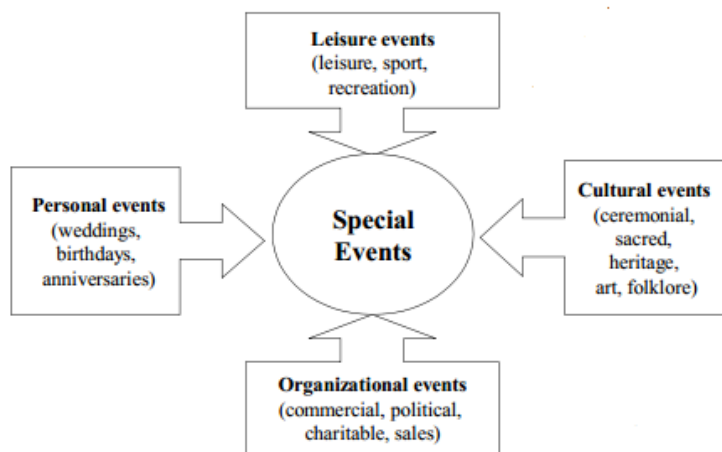 Leisure events
(leisure, sport,
recreation)
Personal events
(weddings,
birthdays,
anniversaries)
Special
Events
Cultural events
(ceremonial,
sacred,
heritage,
art, folklore)
Organizational events
(commercial, political,
charitable, sales)